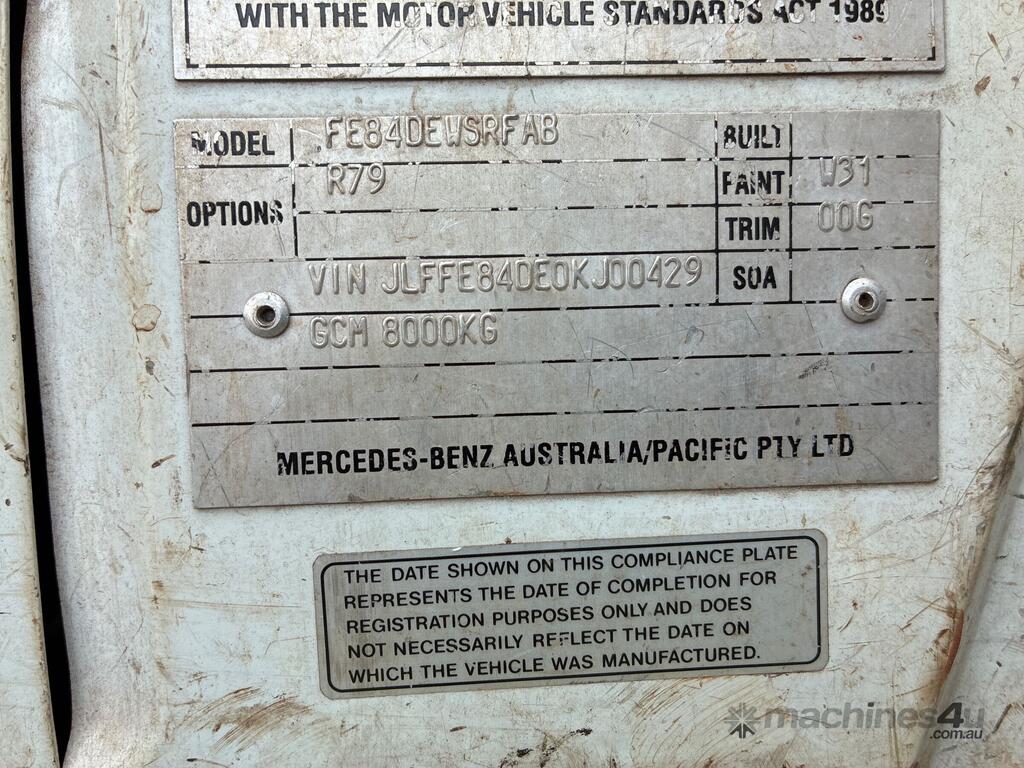 WITH THE MOTOR VEHICLE STANDARDS ACT 1989
MODEL FE84DEWSRFAB BUILT
OPTIONS R79 PAINT W31
TRIM 00G
VIN JLFFE84DE0KJ00429 SOA
GCM 8000KG
MERCEDES-BENZ AUSTRALIA/PACIFIC PTY LTD
THE DATE SHOWN ON THIS COMPLIANCE PLATE
REPRESENTS THE DATE OF COMPLETION FOR
REGISTRATION PURPOSES ONLY AND DOES
NOT NECESSARILY REFLECT THE DATE ON
WHICH THE VEHICLE WAS MANUFACTURED.
machines4u
.com.au